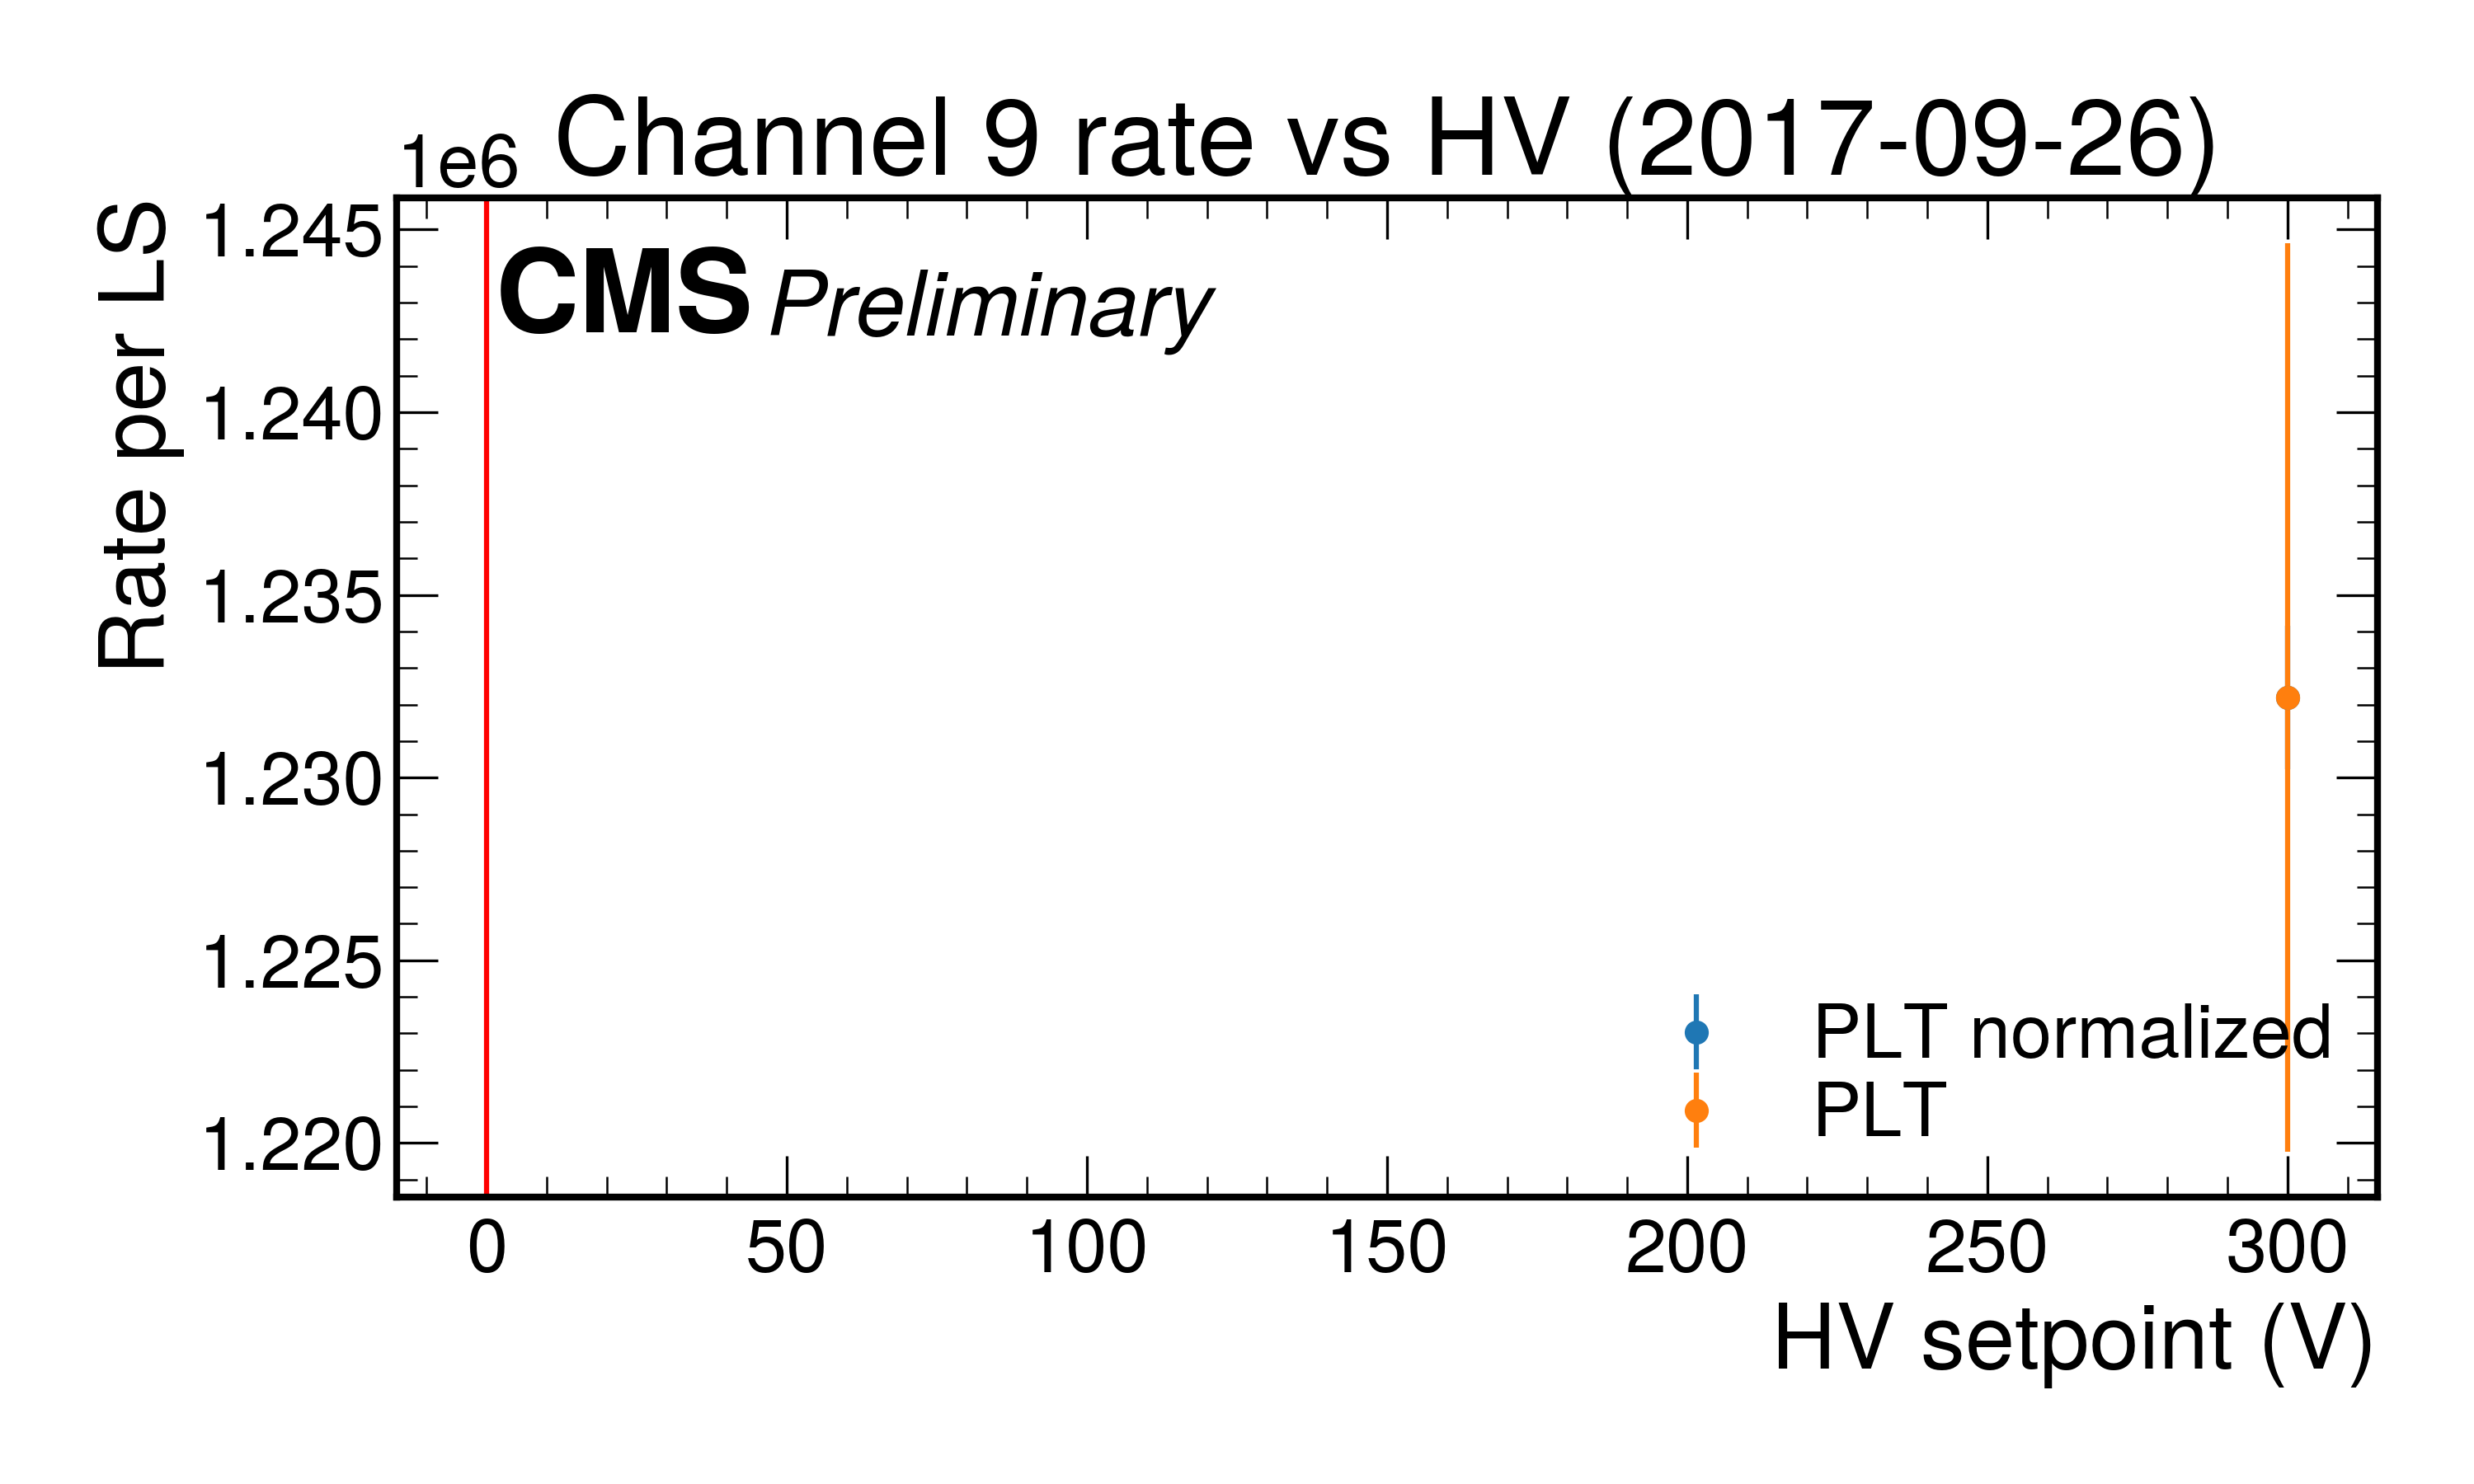 Channel 9 rate vs HV (2017-09-26)
1e6
CMS Preliminary
Rate per LS
1.245
1.240
1.235
1.230
1.225
1.220
PLT normalized
PLT
0 50 100 150 200 250 300
HV setpoint (V)